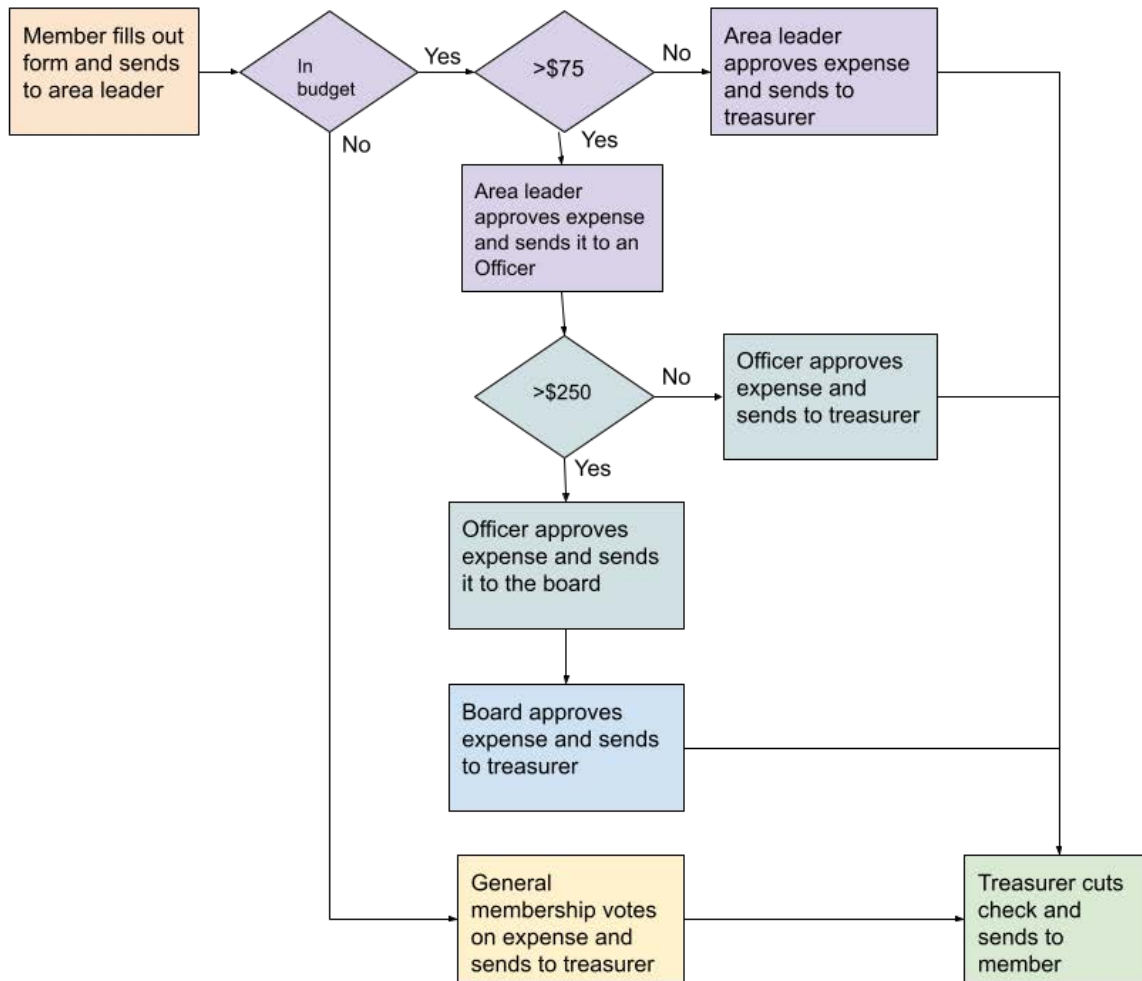 Member fills out
form and sends
to area leader
In
budget
Yes
>$75
No
Area leader
approves expense
and sends to
treasurer
No
Yes
Area leader
approves expense
and sends it to an
Officer
>$250
No
Officer approves
expense and
sends to treasurer
Yes
Officer approves
expense and sends
it to the board
Board approves
expense and sends
to treasurer
General
membership votes
on expense and
sends to treasurer
Treasurer cuts
check and
sends to
member